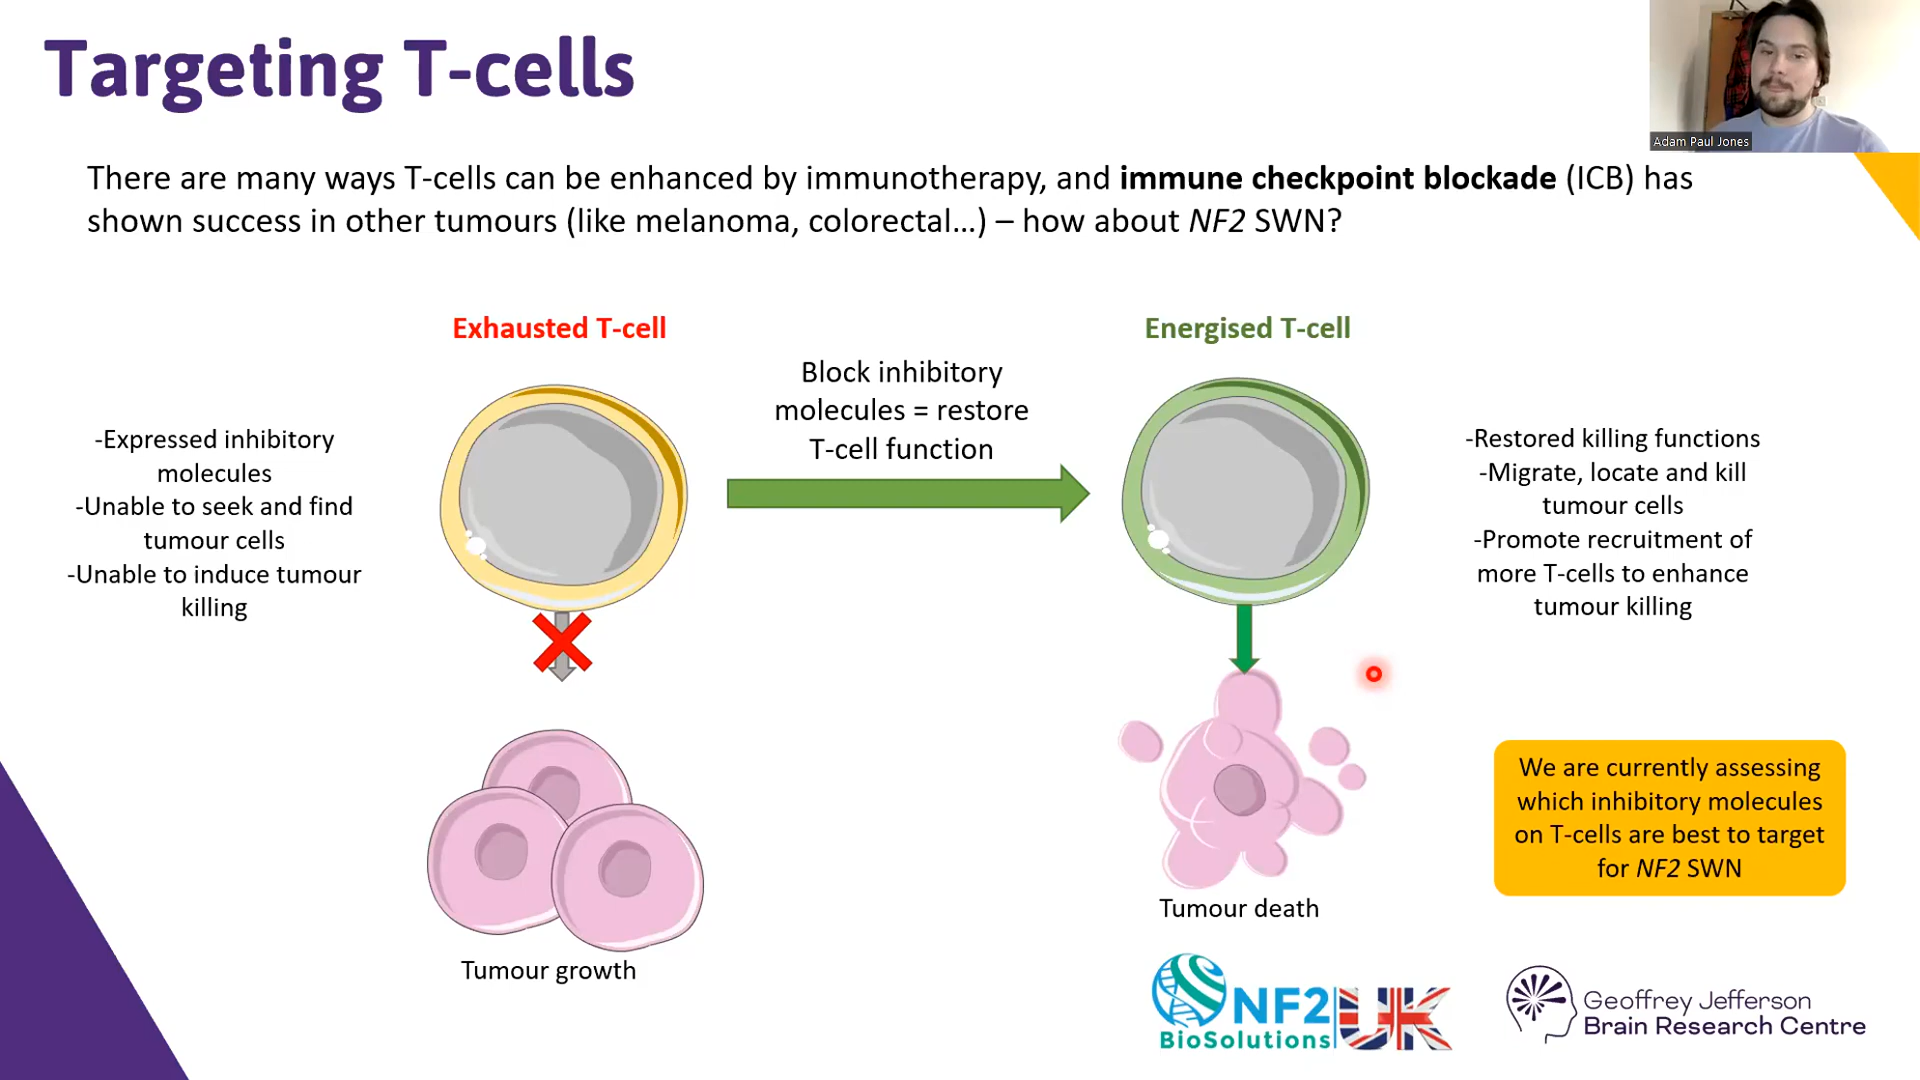 Targeting T-cells
Adam Paul Jones
There are many ways T-cells can be enhanced by immunotherapy, and immune checkpoint blockade (ICB) has
shown success in other tumours (like melanoma, colorectal...) – how about NF2 SWN?
Exhausted T-cell
-Expressed inhibitory
molecules
-Unable to seek and find
tumour cells
-Unable to induce tumour
killing
Tumour growth
Block inhibitory
molecules = restore
T-cell function
Energised T-cell
-Restored killing functions
-Migrate, locate and kill
tumour cells
-Promote recruitment of
more T-cells to enhance
tumour killing
Tumour death
We are currently assessing
which inhibitory molecules
on T-cells are best to target
for NF2 SWN
NF2
BioSolutions
UK
Geoffrey Jefferson
Brain Research Centre